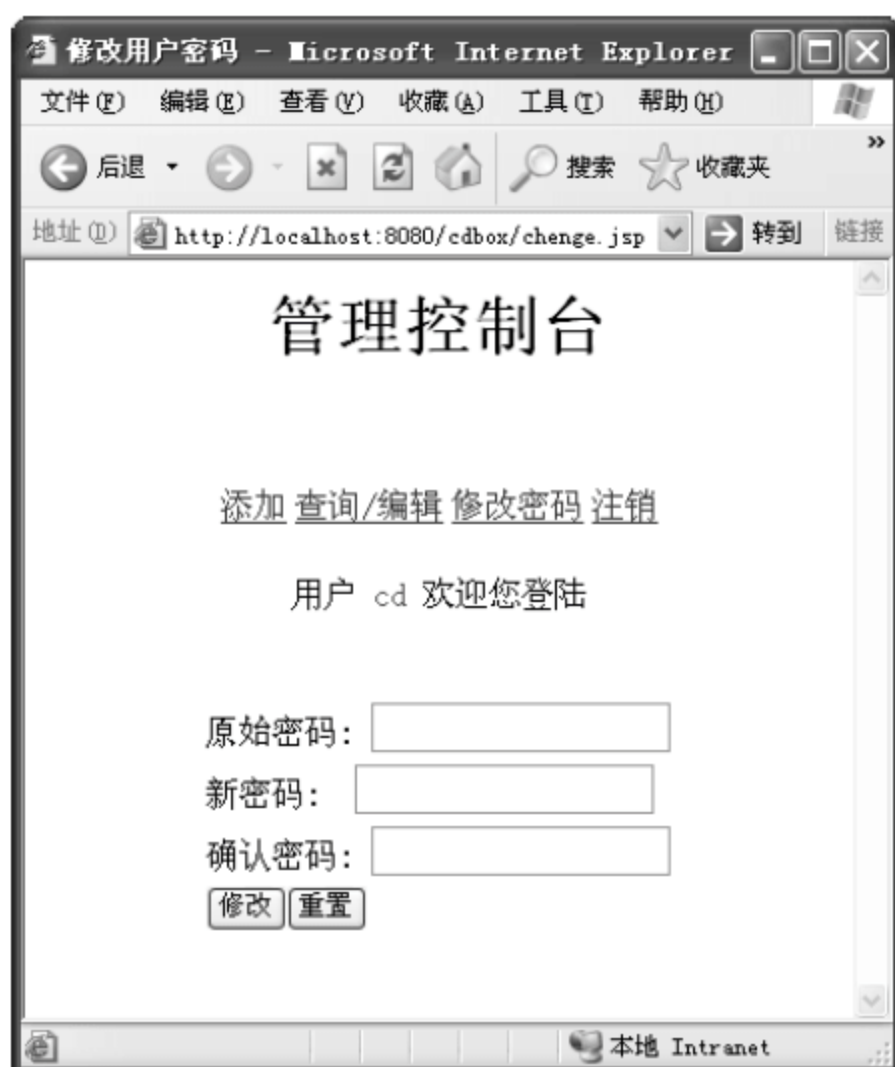 修改用户密码 - Microsoft Internet Explorer
文件(F) 编辑(E) 查看(V) 收藏(A) 工具(T) 帮助(H)
后退 搜索 收藏夹 »
地址(D) http://localhost:8080/cdbox/chenge.jsp 转到 链接
管理控制台
添加 查询/编辑 修改密码 注销
用户 cd 欢迎您登陆
原始密码:
新密码:
确认密码:
修改 重置
本地 Intranet